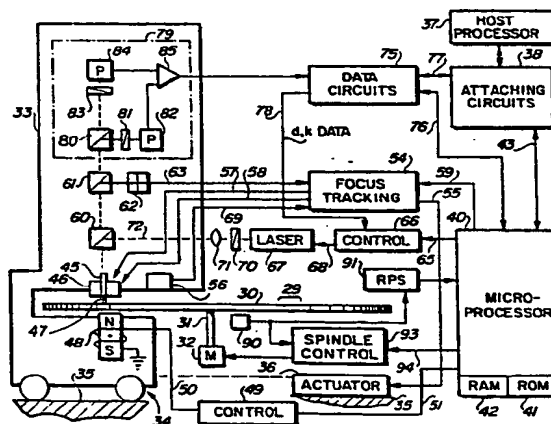 37
HOST
PROCESSOR
79
84
P
85
75
77
38
DATA
CIRCUITS
ATTACHING
CIRCUITS
33
83
81
82
80
P
78
76
43
63
57
58
d,k DATA
54
59
61
62
FOCUS
TRACKING
55
40
60
72
69
66
LASER
CONTROL
65
MICRO-
PROCESSOR
45
46
71
70
67
68
91
56
30
29
RPS
47
31
N
48
S
32
M
90
SPINDLE
CONTROL
93
94
36
50
ACTUATOR
35
35
34
49
CONTROL
51
RAM
ROM
42
41